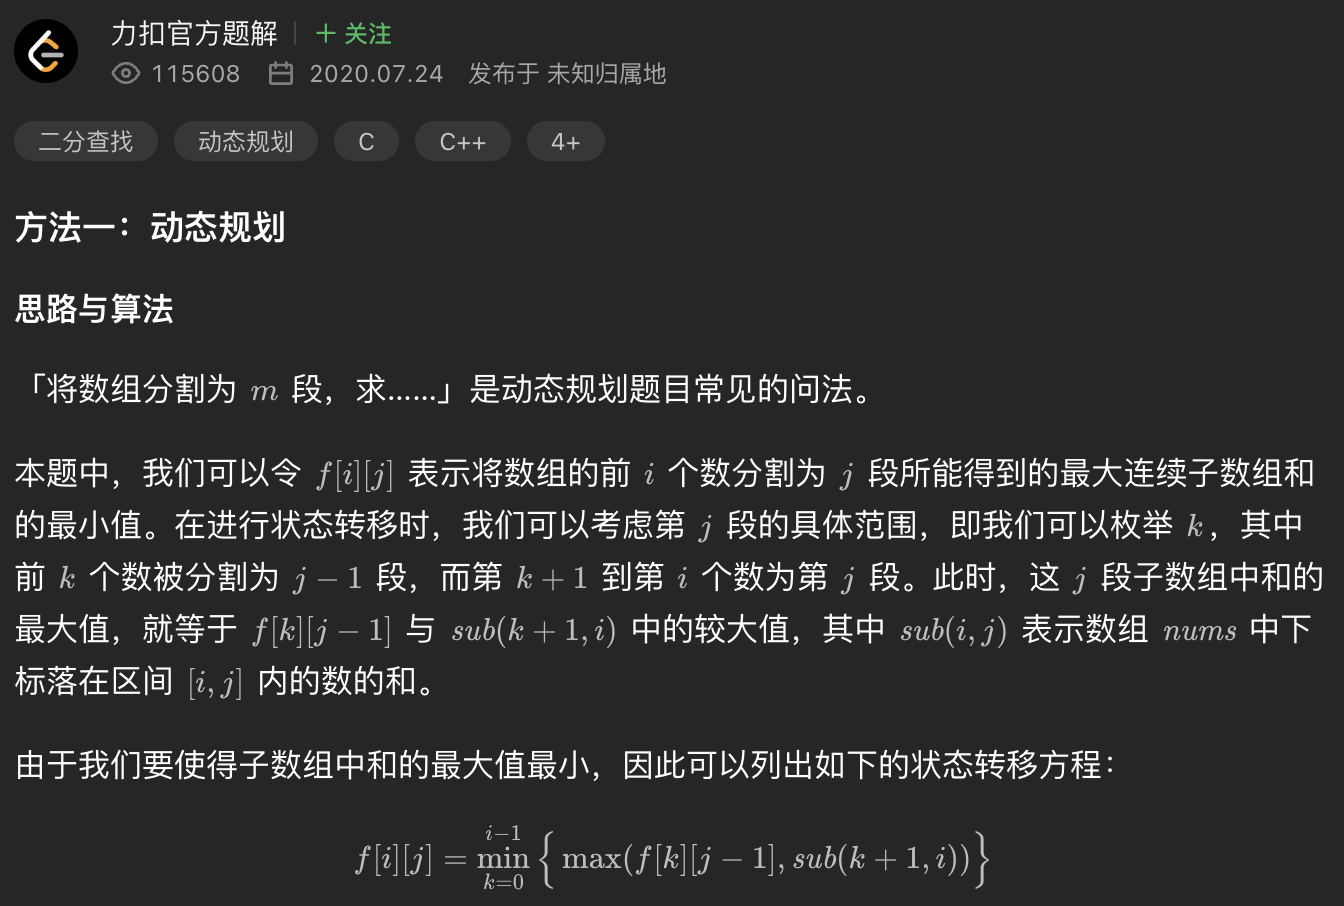 力扣官方题解 + 关注
115608 2020.07.24 发布于 未知归属地
二分查找 动态规划 C C++ 4+
方法一：动态规划
思路与算法
「将数组分割为 m 段，求……」是动态规划题目常见的问法。
本题中，我们可以令 f[i][j] 表示将数组的前 i 个数分割为 j 段所能得到的最大连续子数组和
的最小值。在进行状态转移时，我们可以考虑第 j 段的具体范围，即我们可以枚举 k，其中
前 k 个数被分割为 j − 1 段，而第 k + 1 到第 i 个数为第 j 段。此时，这 j 段子数组中和的
最大值，就等于 f[k][j − 1] 与 sub(k + 1, i) 中的较大值，其中 sub(i, j) 表示数组 nums 中下
标落在区间 [i, j] 内的数的和。
由于我们要使得子数组中和的最大值最小，因此可以列出如下的状态转移方程：
f[i][j] = min_{k=0}^{i−1} { max(f[k][j − 1], sub(k + 1, i)) }